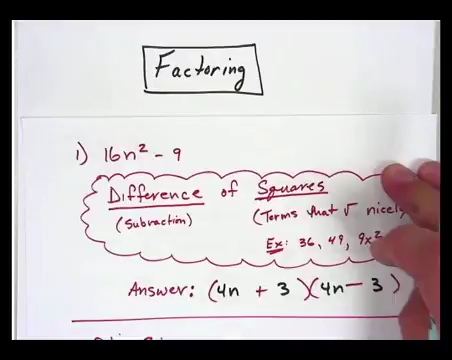 Factoring
1) 16n² - 9
Difference of Squares
(Subraction) (Terms that √ nicely
Ex: 36, 49, 9x²
Answer: (4n + 3)(4n - 3)